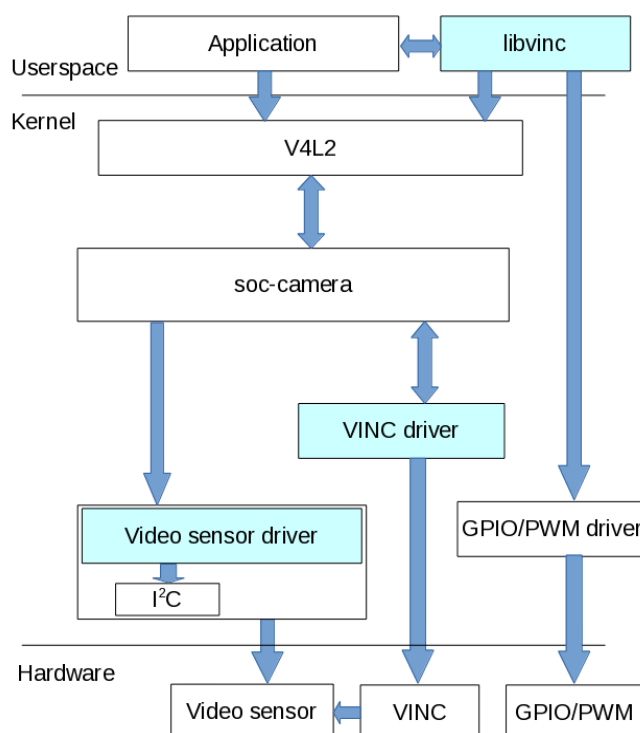 Application
libvinc
Userspace
Kernel
V4L2
soc-camera
VINC driver
Video sensor driver
GPIO/PWM driver
I²C
Hardware
Video sensor
VINC
GPIO/PWM